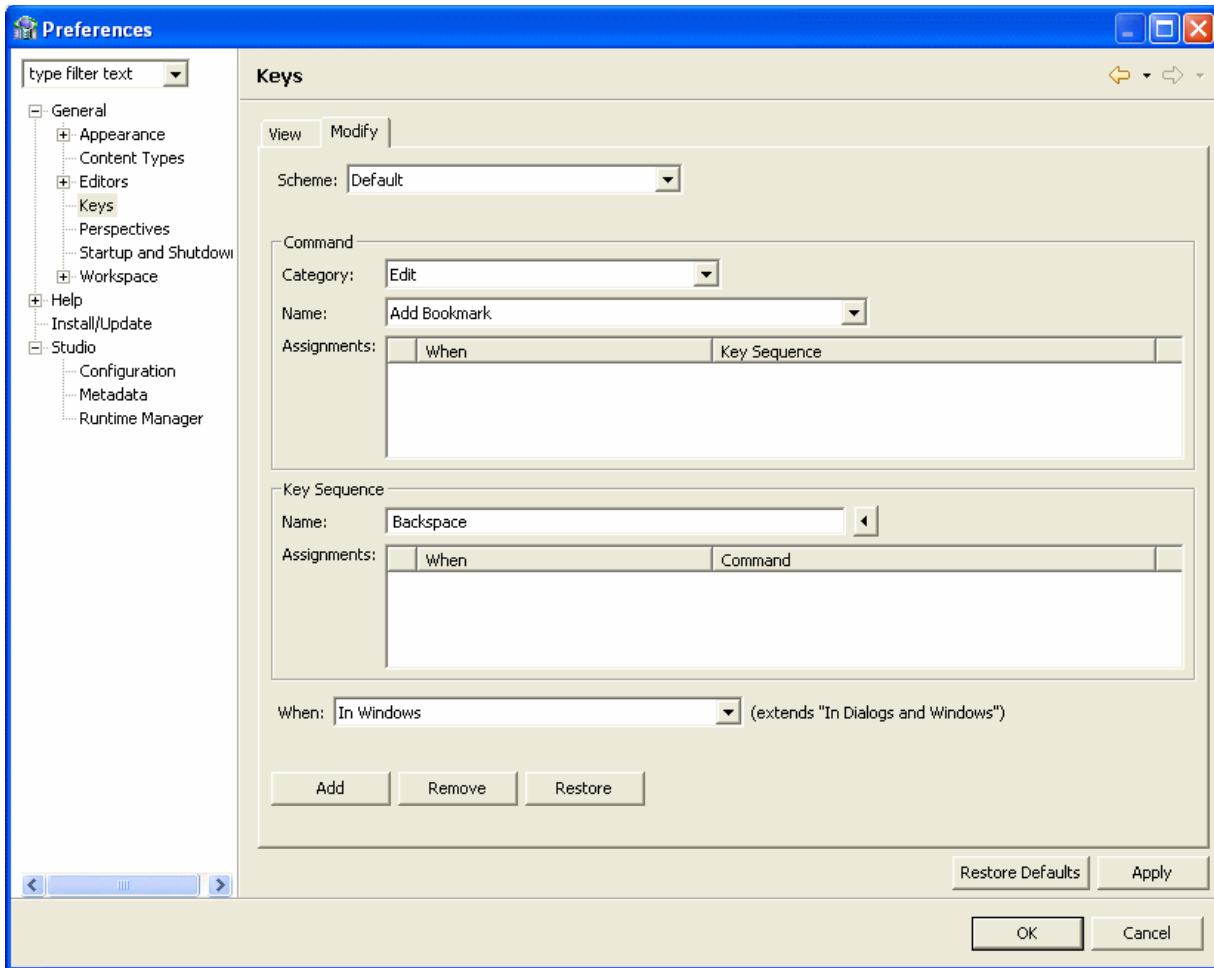 Preferences
type filter text
General
Appearance
Content Types
Editors
Keys
Perspectives
Startup and Shutdown
Workspace
Help
Install/Update
Studio
Configuration
Metadata
Runtime Manager
Keys
View Modify
Scheme: Default
Command
Category: Edit
Name: Add Bookmark
Assignments: When Key Sequence
Key Sequence
Name: Backspace
Assignments: When Command
When: In Windows (extends "In Dialogs and Windows")
Add Remove Restore
Restore Defaults Apply
OK Cancel